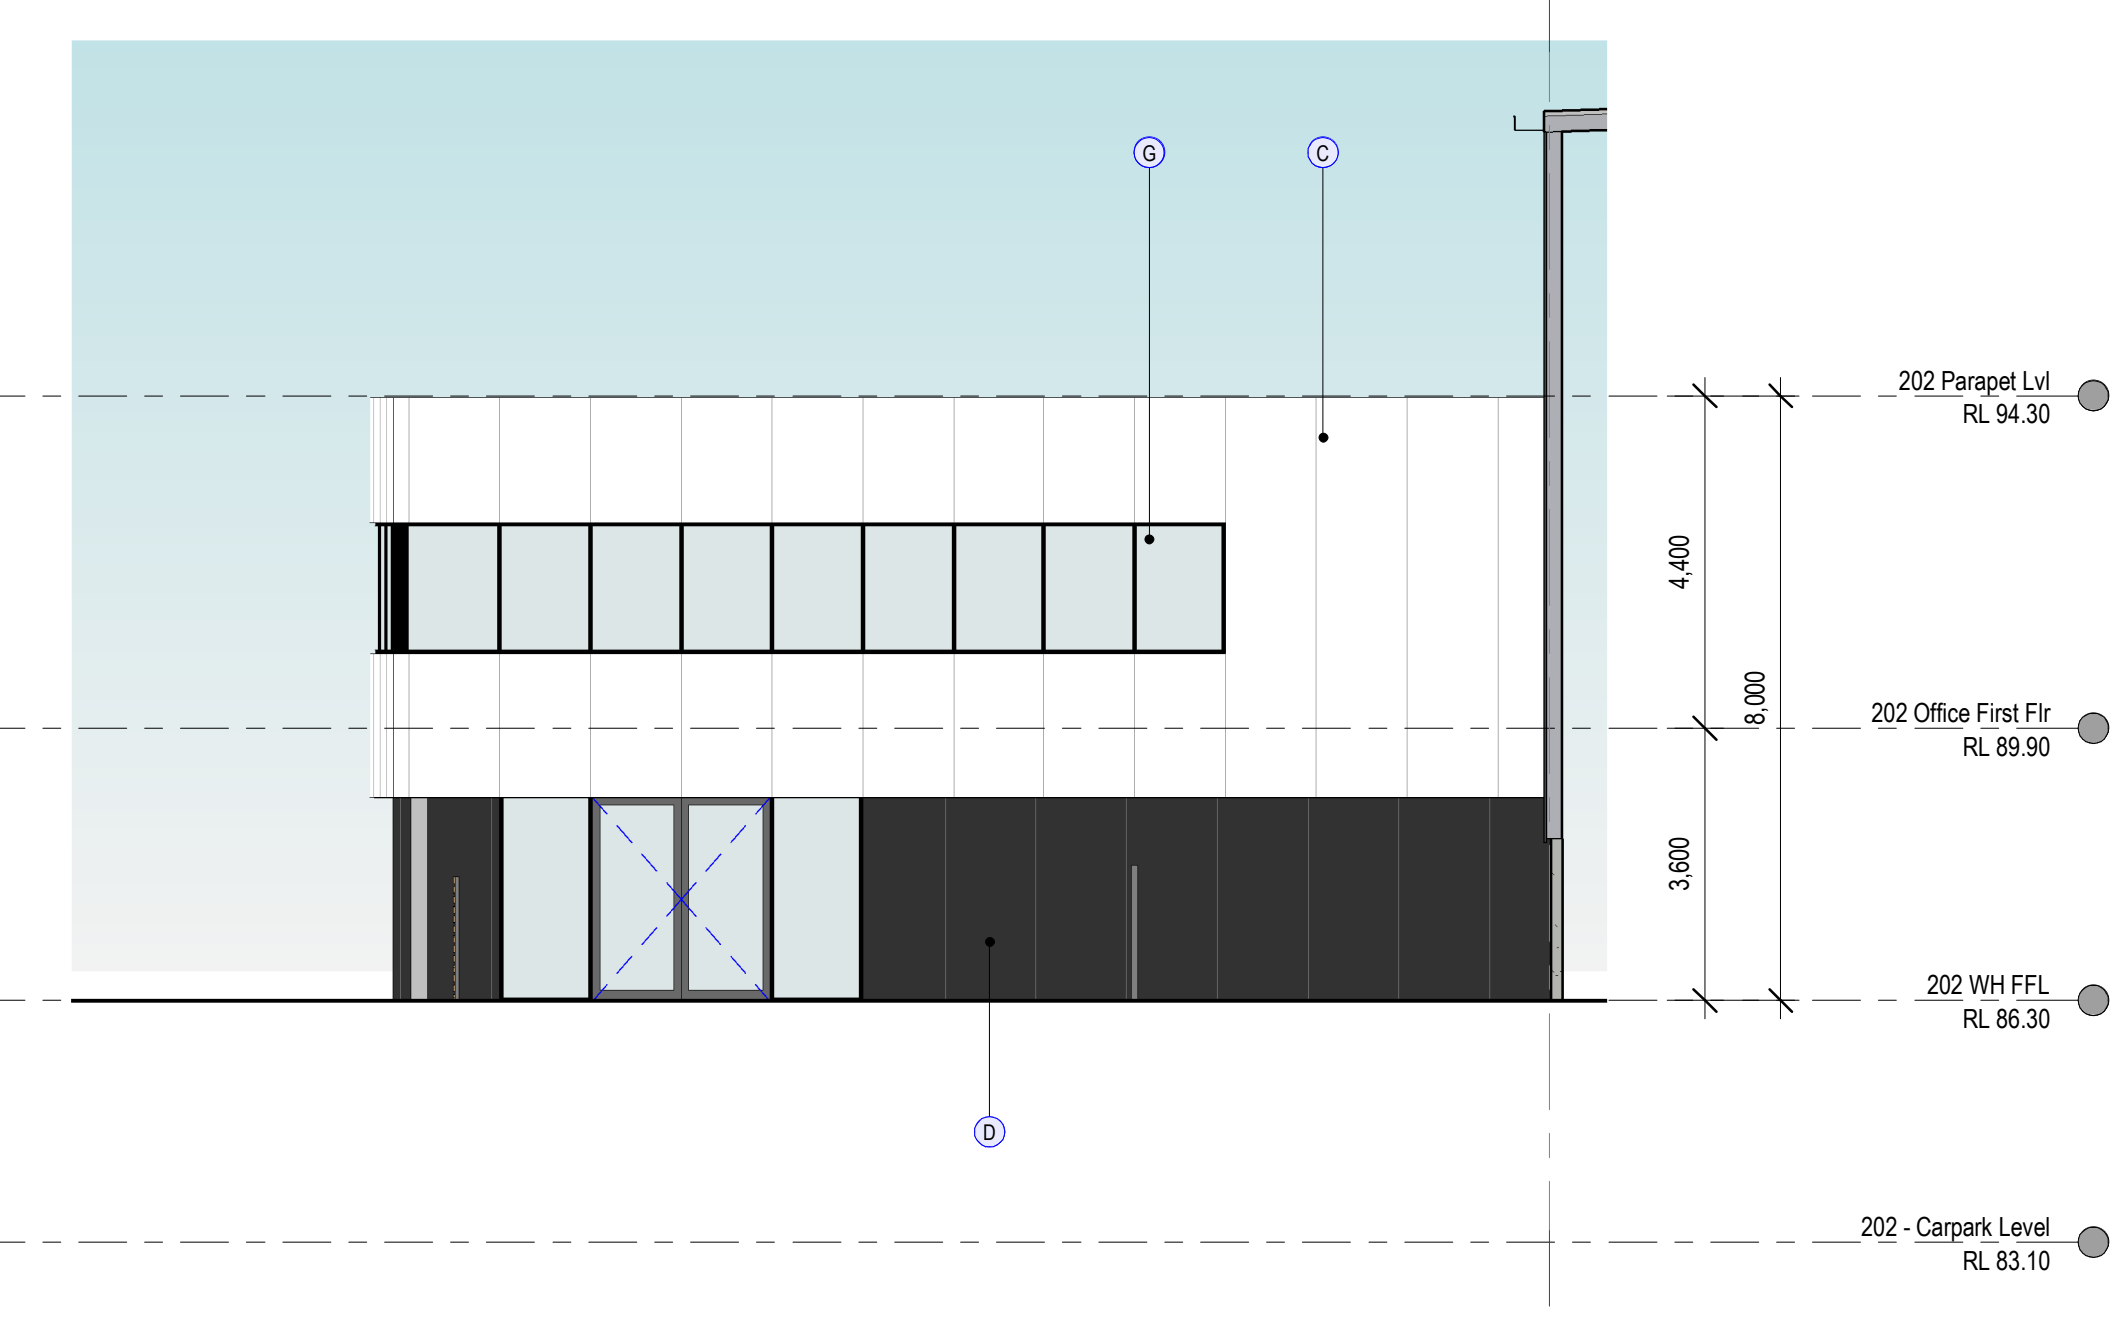 G
C
202 Parapet Lvl
RL 94.30
4,400
8,000
202 Office First Flr
RL 89.90
3,600
202 WH FFL
RL 86.30
D
202 - Carpark Level
RL 83.10